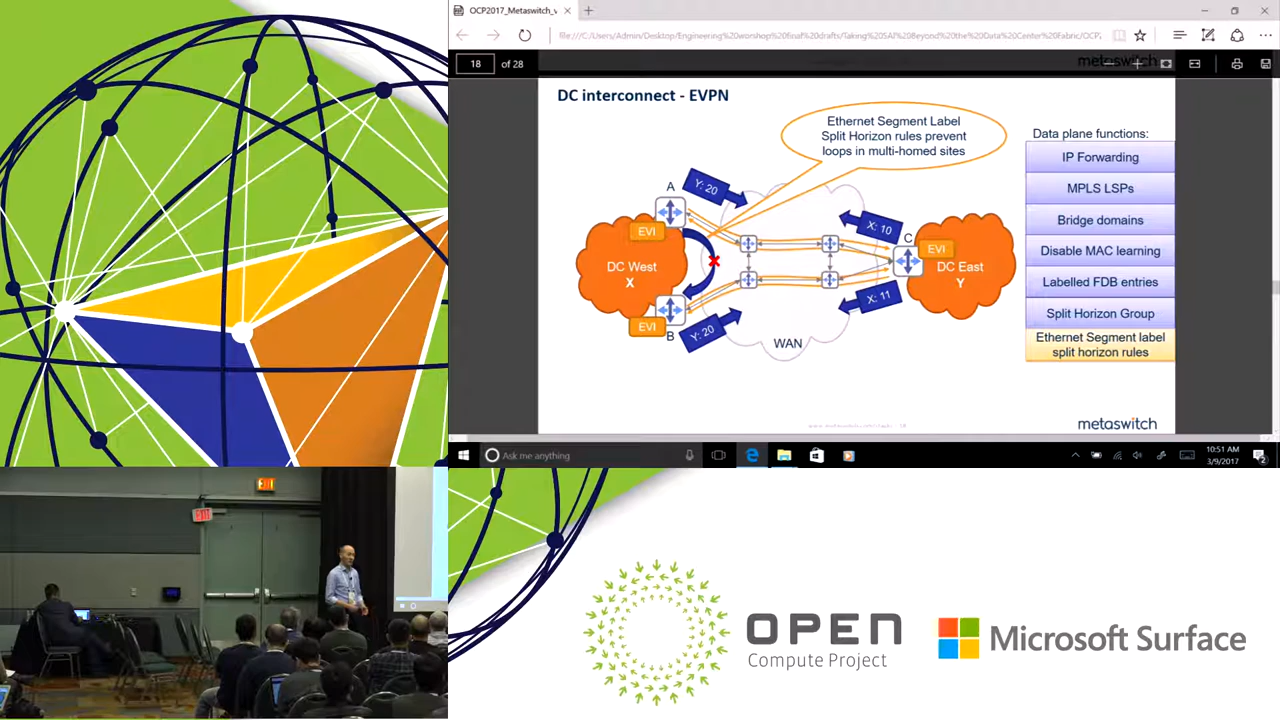 OCP2017_Metaswitch_v
18 of 28
metaswitch
DC interconnect - EVPN
Ethernet Segment Label
Split Horizon rules prevent
loops in multi-homed sites
Data plane functions:
IP Forwarding
MPLS LSPs
Bridge domains
Disable MAC learning
Labelled FDB entries
Split Horizon Group
Ethernet Segment label
split horizon rules
A
Y: 20
EVI
DC West
X
EVI
B
Y: 20
WAN
X: 10
C
EVI
DC East
Y
X: 11
metaswitch
Ask me anything
10:51 AM
3/9/2017
2
EXIT
EXIT
OPEN
Compute Project
Microsoft Surface